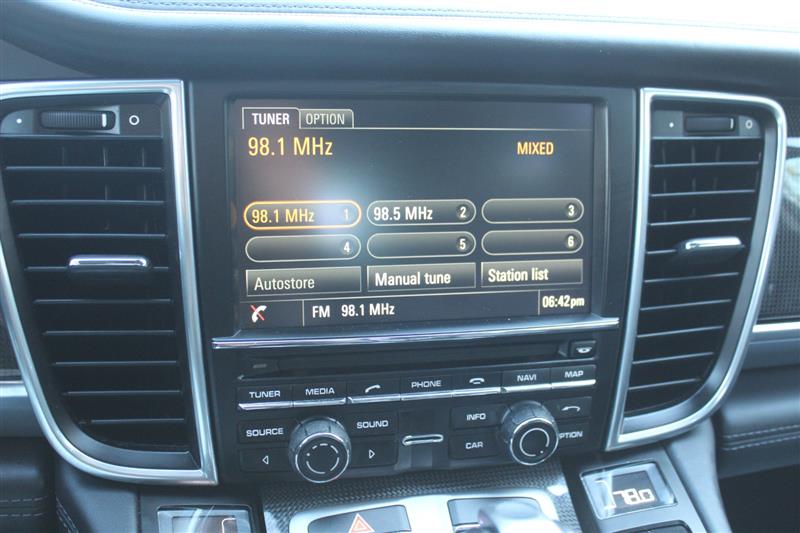 TUNER OPTION
98.1 MHz MIXED
98.1 MHz 1 98.5 MHz 2 3
4 5 6
Autostore Manual tune Station list
FM 98.1 MHz 06:42pm
TUNER MEDIA PHONE NAVI MAP
SOURCE SOUND INFO
CAR OPTION
78.0